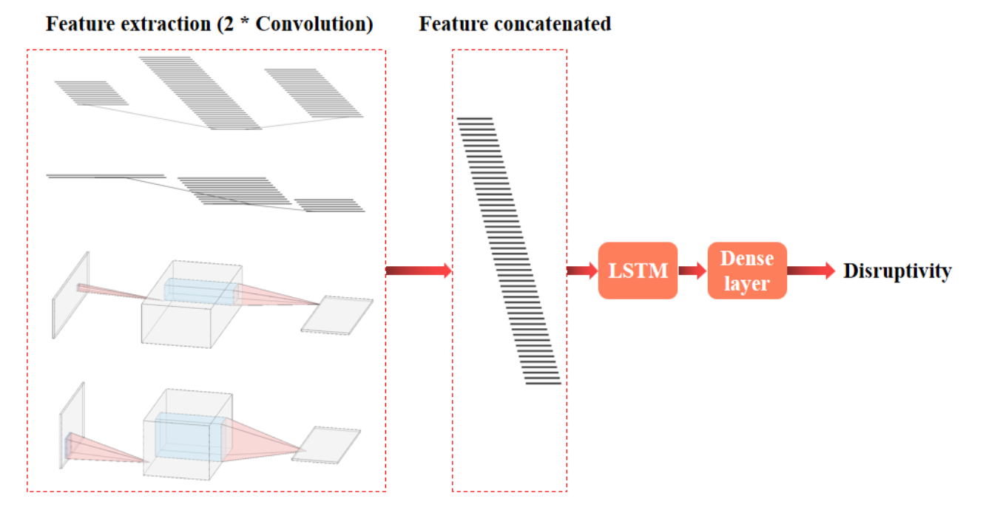 Feature extraction (2 * Convolution)
Feature concatenated
LSTM
Dense
layer
Disruptivity